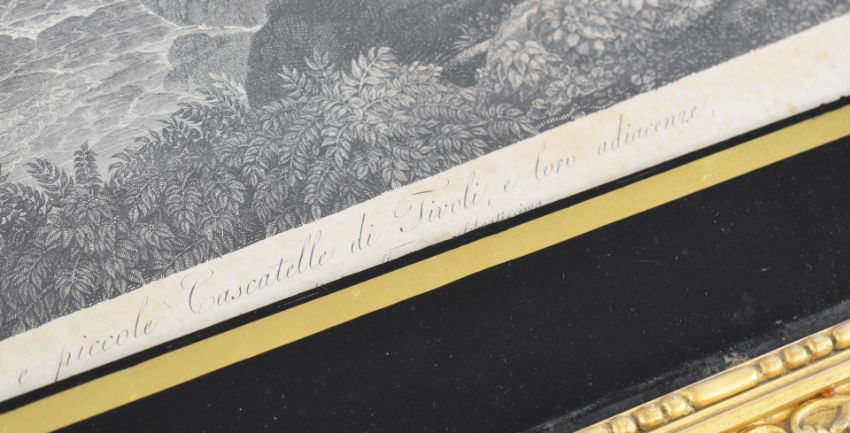 e piccole Cascatelle di Tivoli, e loro adiacenze,